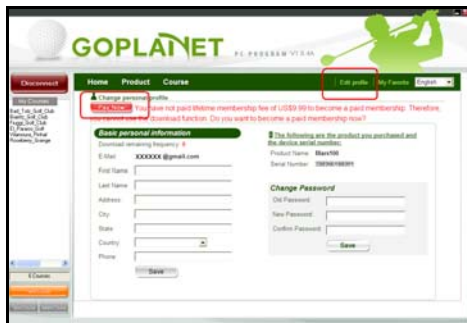 GOPLANET
PC PROGRAM V1.0.4A
Disconnect
Home Product Course
Edit profile
My Favorite
English
My Courses
Change personal profile
Pay Now! You have not paid lifetime membership fee of US$9.99 to become a paid membership. Therefore,
you cannot use the download function. Do you want to become a paid membership now?
Basic personal information
Download remaining frequency: 8
E-Mail XXXXXX @gmail.com
First Name
Last Name
Address
City
State
Country
Phone
Save
The following are the product you purchased and
the device serial number:
Product Name
Serial Number
Change Password
Old Password:
New Password:
Confirm Password:
Save
6 Courses